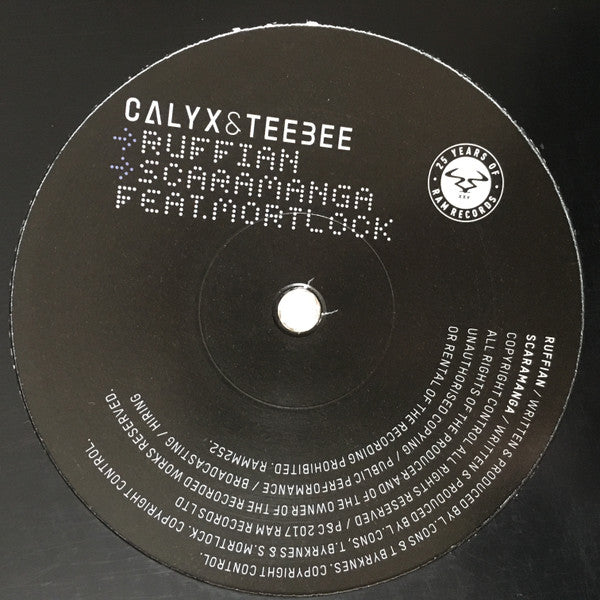 CALYX&TEEBEE
→RUFFIAN
→SCARAMANGA
FEAT.MORTLOCK
25 YEARS OF
RAM RECORDS
XXV
RUFFIAN / WRITTEN & PRODUCED BY L.CONS & T BYRKNES. COPYRIGHT CONTROL.
SCARAMANGA / WRITTEN & PRODUCED BY L.CONS, T.BYRKNES & S.MORTLOCK. COPYRIGHT CONTROL.
COPYRIGHT CONTROL. ALL RIGHTS RESERVED / P&C 2017 RAM RECORDS LTD
ALL RIGHTS OF THE PRODUCER AND OF THE OWNER OF THE RECORDED WORKS RESERVED.
UNAUTHORISED COPYING / PUBLIC PERFORMANCE / BROADCASTING / HIRING
OR RENTAL OF THE RECORDING PROHIBITED. RAMM252.